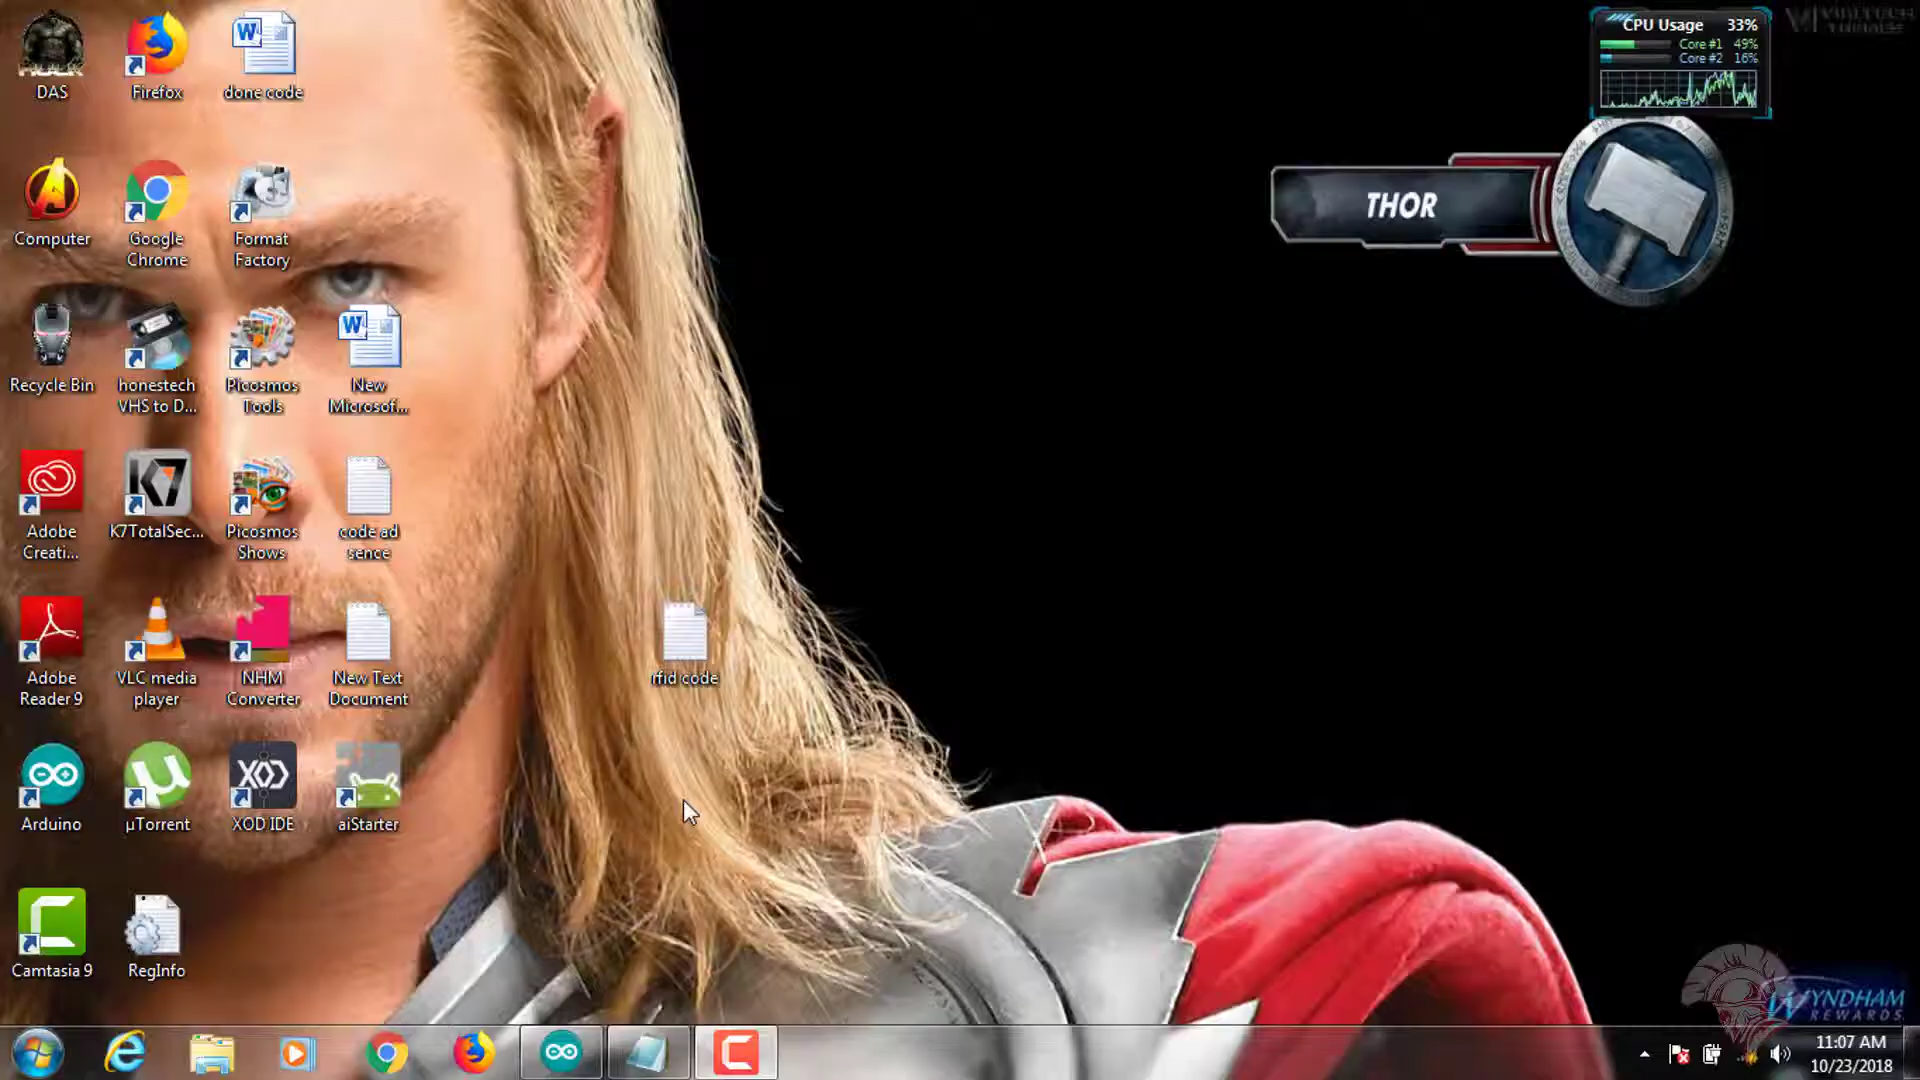 DAS
Firefox
done code
Computer
Google
Chrome
Format
Factory
Recycle Bin
honestech
VHS to D...
Picosmos
Tools
New
Microsof...
Adobe
Creati...
K7TotalSec...
Picosmos
Shows
code ad
sence
Adobe
Reader 9
VLC media
player
NHM
Converter
New Text
Document
rfid code
Arduino
µTorrent
XOD IDE
aiStarter
Camtasia 9
RegInfo
CPU Usage 33%
Core #1 49%
Core #2 16%
THOR
WYNDHAM
REWARDS
11:07 AM
10/23/2018